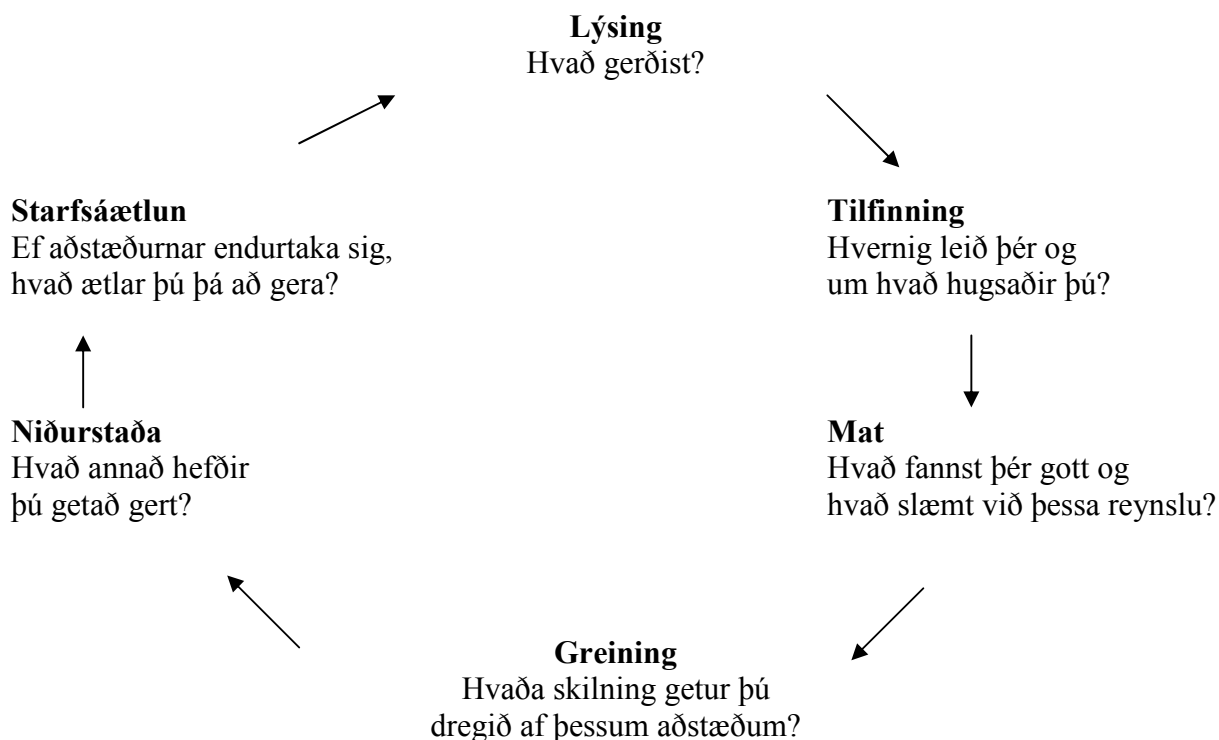 Lýsing
Hvað gerðist?
Tilfinning
Hvernig leið þér og
um hvað hugsaðir þú?
Mat
Hvað fannst þér gott og
hvað slæmt við þessa reynslu?
Greining
Hvaða skilning getur þú
dregið af þessum aðstæðum?
Niðurstaða
Hvað annað hefðir
þú getað gert?
Starfsáætlun
Ef aðstæðurnar endurtaka sig,
hvað ætlar þú þá að gera?